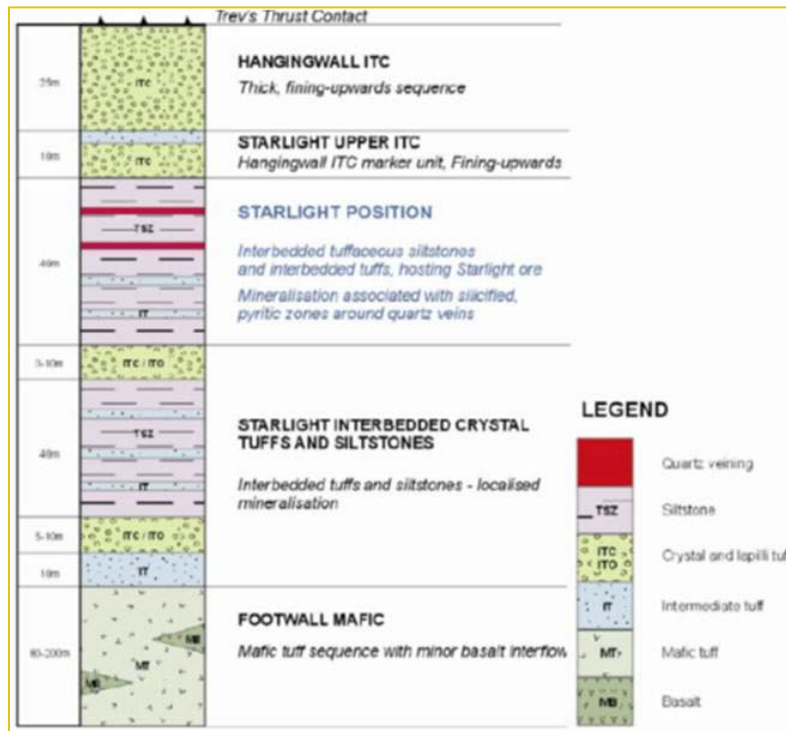 Trev's Thrust Contact
25m
ITC
HANGINGWALL ITC
Thick, fining-upwards sequence
10m
ITC
STARLIGHT UPPER ITC
Hangingwall ITC marker unit, Fining-upwards
40m
TSZ
IT
STARLIGHT POSITION
Interbedded tuffaceous siltstones
and interbedded tuffs, hosting Starlight ore
Mineralisation associated with silicified,
pyritic zones around quartz veins
ITC / ITO
40m
TSZ
IT
STARLIGHT INTERBEDDED CRYSTAL
TUFFS AND SILTSTONES
Interbedded tuffs and siltstones - localised
mineralisation
5-10m
ITC / ITO
10m
IT
MB
MT
MB
FOOTWALL MAFIC
Mafic tuff sequence with minor basalt interflow
LEGEND
Quartz veining
TSZ
Siltstone
ITC
ITO
Crystal and lapilli tuf
IT
Intermediate tuff
MT
Mafic tuff
MB
Basalt